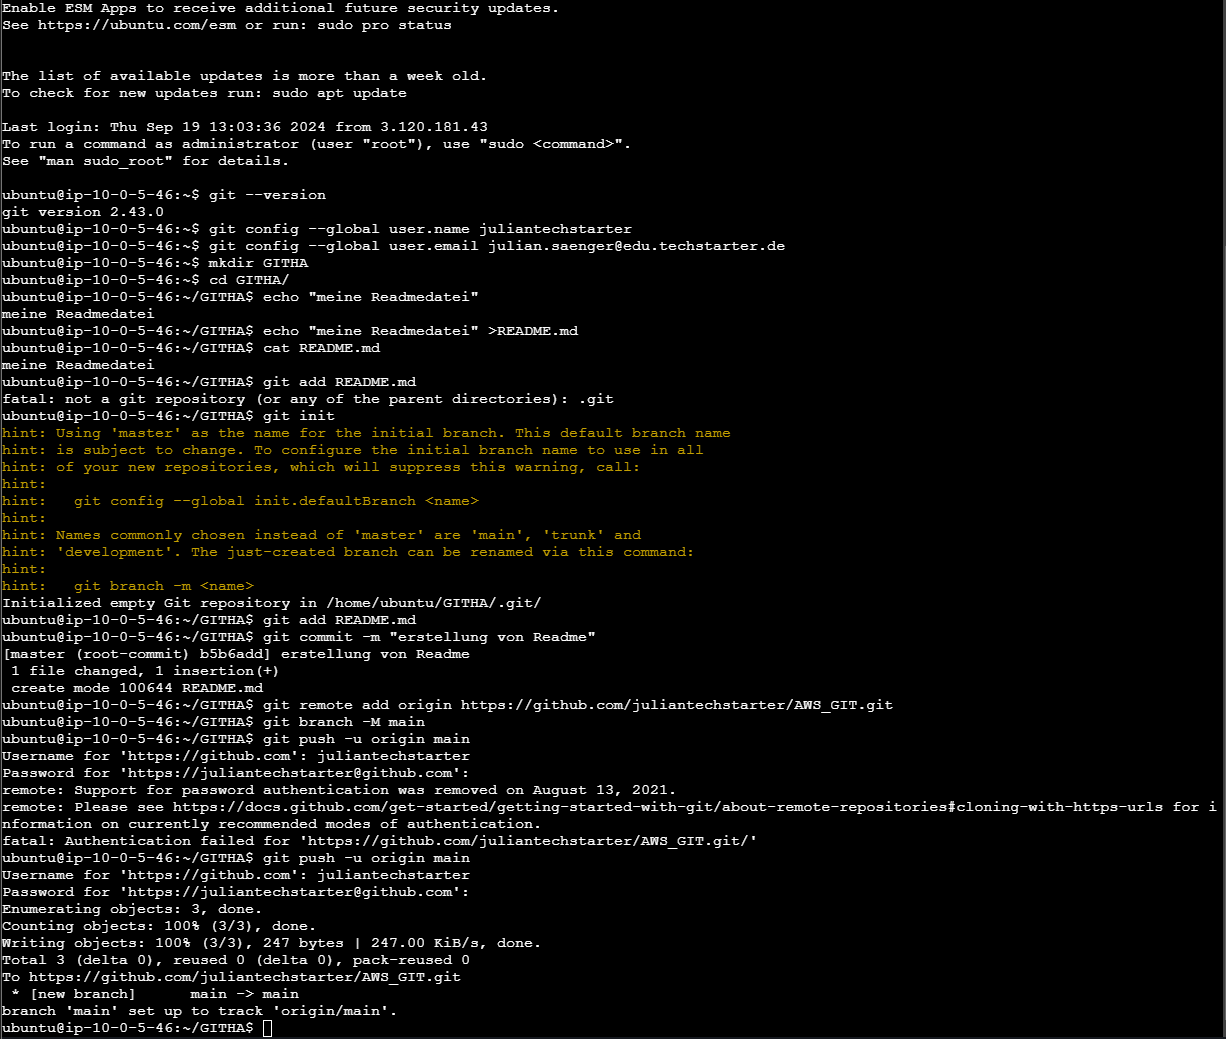 Enable ESM Apps to receive additional future security updates.
See https://ubuntu.com/esm or run: sudo pro status
The list of available updates is more than a week old.
To check for new updates run: sudo apt update
Last login: Thu Sep 19 13:03:36 2024 from 3.120.181.43
To run a command as administrator (user "root"), use "sudo <command>".
See "man sudo_root" for details.
ubuntu@ip-10-0-5-46:~$ git --version
git version 2.43.0
ubuntu@ip-10-0-5-46:~$ git config --global user.name juliantechstarter
ubuntu@ip-10-0-5-46:~$ git config --global user.email julian.saenger@edu.techstarter.de
ubuntu@ip-10-0-5-46:~$ mkdir GITHA
ubuntu@ip-10-0-5-46:~$ cd GITHA/
ubuntu@ip-10-0-5-46:~/GITHA$ echo "meine Readmedatei"
meine Readmedatei
ubuntu@ip-10-0-5-46:~/GITHA$ echo "meine Readmedatei" >README.md
ubuntu@ip-10-0-5-46:~/GITHA$ cat README.md
meine Readmedatei
ubuntu@ip-10-0-5-46:~/GITHA$ git add README.md
fatal: not a git repository (or any of the parent directories): .git
ubuntu@ip-10-0-5-46:~/GITHA$ git init
hint: Using 'master' as the name for the initial branch. This default branch name
hint: is subject to change. To configure the initial branch name to use in all
hint: of your new repositories, which will suppress this warning, call:
hint:
hint:   git config --global init.defaultBranch <name>
hint:
hint: Names commonly chosen instead of 'master' are 'main', 'trunk' and
hint: 'development'. The just-created branch can be renamed via this command:
hint:
hint:   git branch -m <name>
Initialized empty Git repository in /home/ubuntu/GITHA/.git/
ubuntu@ip-10-0-5-46:~/GITHA$ git add README.md
ubuntu@ip-10-0-5-46:~/GITHA$ git commit -m "erstellung von Readme"
[master (root-commit) b5b6add] erstellung von Readme
 1 file changed, 1 insertion(+)
 create mode 100644 README.md
ubuntu@ip-10-0-5-46:~/GITHA$ git remote add origin https://github.com/juliantechstarter/AWS_GIT.git
ubuntu@ip-10-0-5-46:~/GITHA$ git branch -M main
ubuntu@ip-10-0-5-46:~/GITHA$ git push -u origin main
Username for 'https://github.com': juliantechstarter
Password for 'https://juliantechstarter@github.com':
remote: Support for password authentication was removed on August 13, 2021.
remote: Please see https://docs.github.com/get-started/getting-started-with-git/about-remote-repositories#cloning-with-https-urls for i
nformation on currently recommended modes of authentication.
fatal: Authentication failed for 'https://github.com/juliantechstarter/AWS_GIT.git/'
ubuntu@ip-10-0-5-46:~/GITHA$ git push -u origin main
Username for 'https://github.com': juliantechstarter
Password for 'https://juliantechstarter@github.com':
Enumerating objects: 3, done.
Counting objects: 100% (3/3), done.
Writing objects: 100% (3/3), 247 bytes | 247.00 KiB/s, done.
Total 3 (delta 0), reused 0 (delta 0), pack-reused 0
To https://github.com/juliantechstarter/AWS_GIT.git
 * [new branch]      main -> main
branch 'main' set up to track 'origin/main'.
ubuntu@ip-10-0-5-46:~/GITHA$